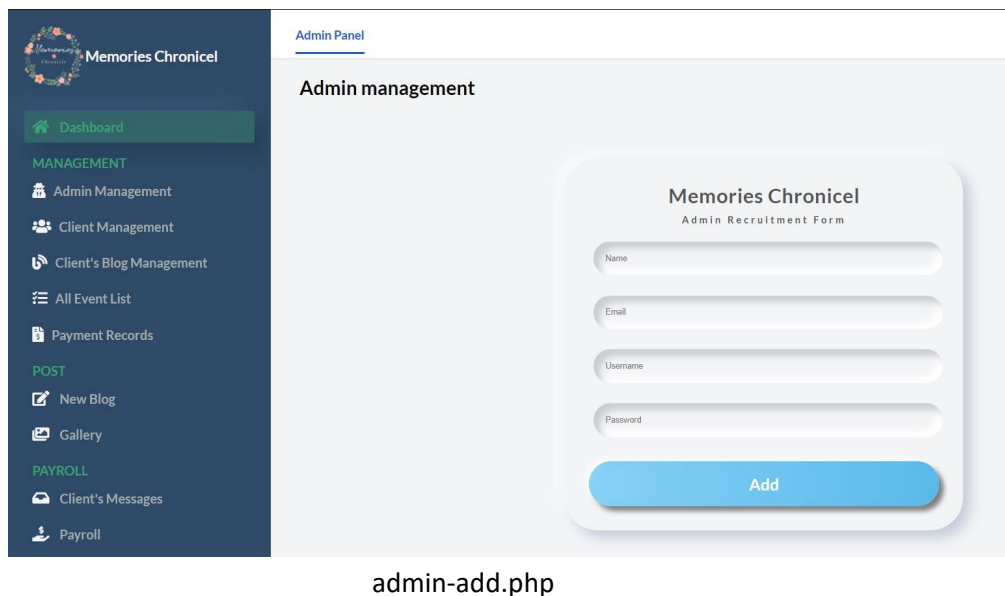 Memories
Chronicle
Memories Chronicel
Dashboard
MANAGEMENT
Admin Management
Client Management
Client's Blog Management
All Event List
Payment Records
POST
New Blog
Gallery
PAYROLL
Client's Messages
Payroll
Admin Panel
Admin management
Memories Chronicel
Admin Recruitment Form
Name
Email
Username
Password
Add
admin-add.php